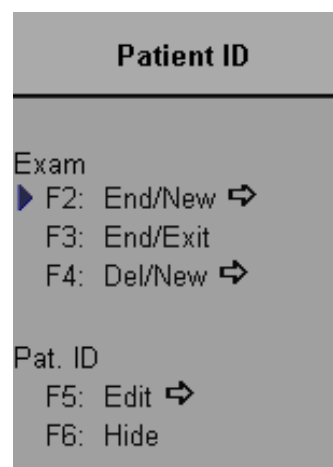 Patient ID
Exam
F2: End/New ➪
F3: End/Exit
F4: Del/New ➪
Pat. ID
F5: Edit ➪
F6: Hide